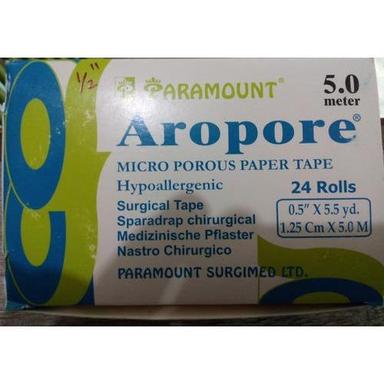 1/2"
PARAMOUNT®
5.0
meter
Aropore®
MICRO POROUS PAPER TAPE
Hypoallergenic
24 Rolls
Surgical Tape
Sparadrap chirurgical
Medizinische Pflaster
Nastro Chirurgico
0.5" X 5.5 yd.
1.25 Cm X 5.0 M
PARAMOUNT SURGIMED LTD.